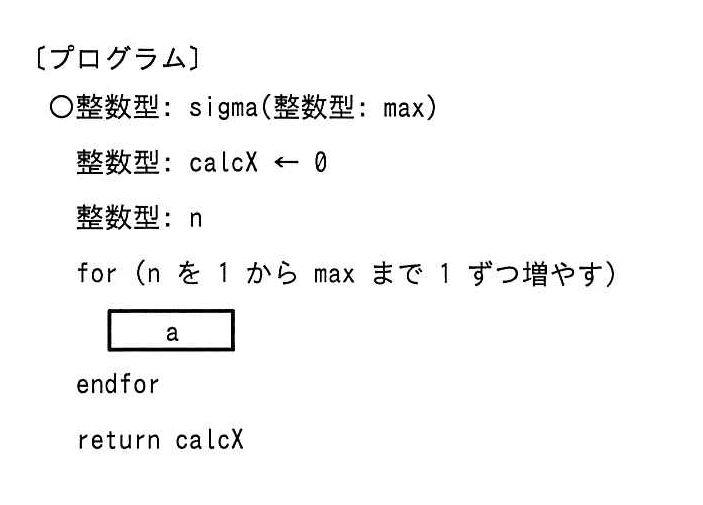 〔プログラム〕
○整数型: sigma(整数型: max)
整数型: calcX ← 0
整数型: n
for (n を 1 から max まで 1 ずつ増やす)
a
endfor
return calcX